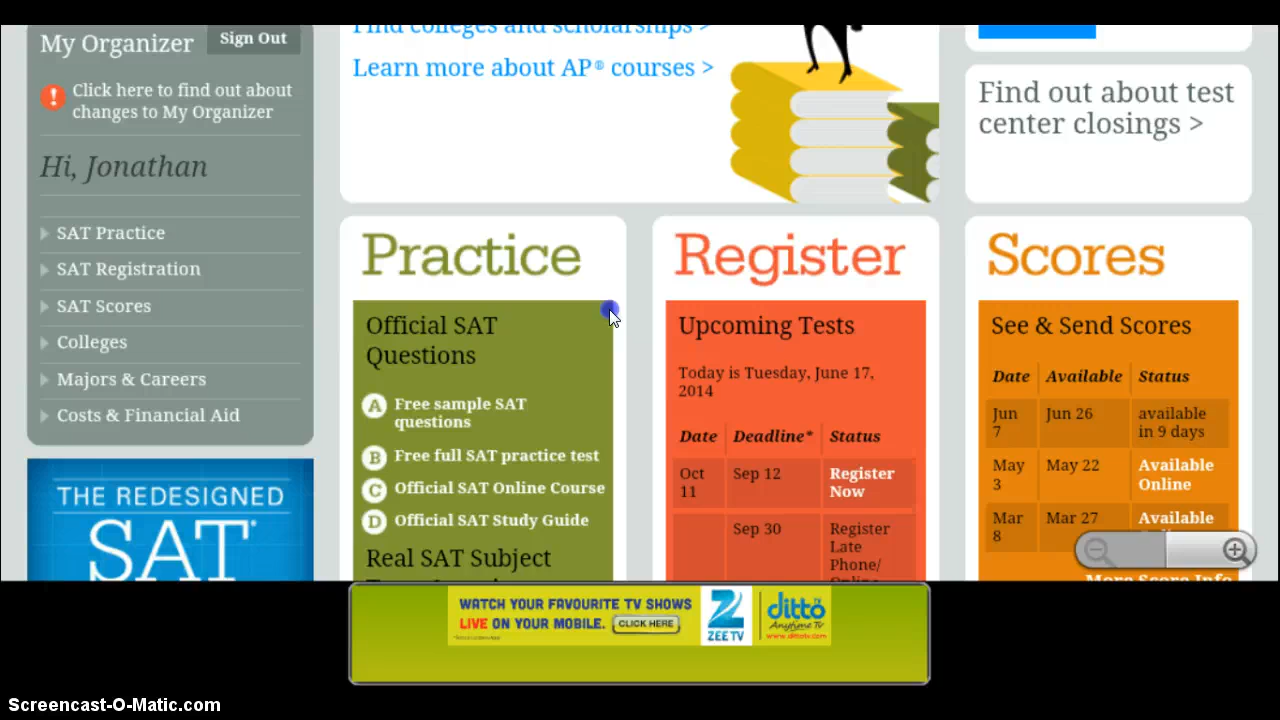 My Organizer
Sign Out
Click here to find out about
changes to My Organizer
Hi, Jonathan
SAT Practice
SAT Registration
SAT Scores
Colleges
Majors & Careers
Costs & Financial Aid
THE REDESIGNED
SAT®
Find colleges and scholarships >
Learn more about AP® courses >
Find out about test
center closings >
Practice
Official SAT
Questions
A Free sample SAT
questions
B Free full SAT practice test
C Official SAT Online Course
D Official SAT Study Guide
Real SAT Subject
Register
Upcoming Tests
Today is Tuesday, June 17,
2014
Date Deadline* Status
Oct
11
Sep 12
Register
Now
Sep 30
Register
Late
Phone/
Online
Scores
See & Send Scores
Date Available Status
Jun
7
Jun 26
available
in 9 days
May
3
May 22
Available
Online
Mar
8
Mar 27
Available
More Score Info
WATCH YOUR FAVOURITE TV SHOWS
LIVE ON YOUR MOBILE.
CLICK HERE
Z
ZEE TV
ditto
TV
Anytime TV
www.dittotv.com
Screencast-O-Matic.com